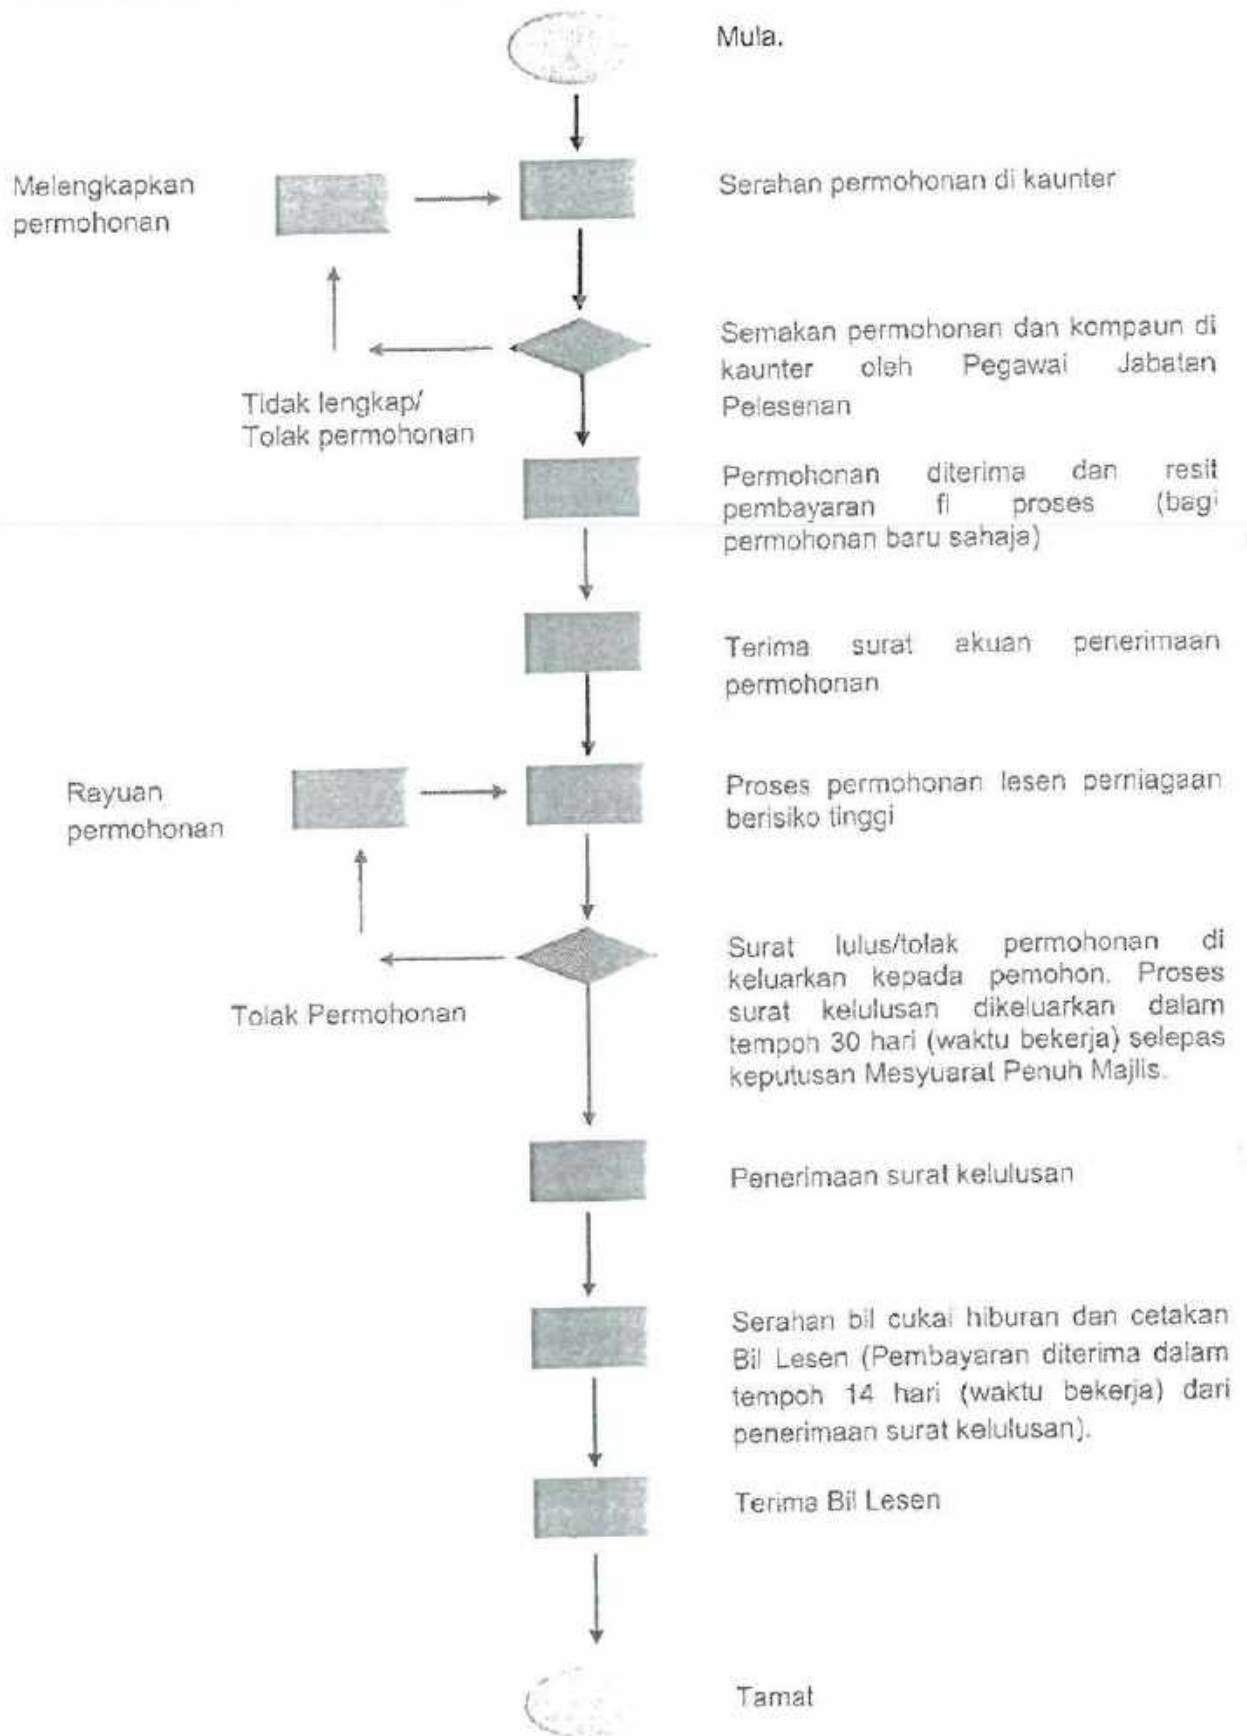 Mula.
Melengkapkan
permohonan
Serahan permohonan di kaunter
Semakan permohonan dan kompaun di
kaunter oleh Pegawai Jabatan
Pelesenan
Tidak lengkap/
Tolak permohonan
Permohonan diterima dan resit
pembayaran fi proses (bagi
permohonan baru sahaja)
Terima surat akuan penerimaan
permohonan
Rayuan
permohonan
Proses permohonan lesen perniagaan
berisiko tinggi
Surat lulus/tolak permohonan di
keluarkan kepada pemohon. Proses
surat kelulusan dikeluarkan dalam
tempoh 30 hari (waktu bekerja) selepas
keputusan Mesyuarat Penuh Majlis.
Tolak Permohonan
Penerimaan surat kelulusan
Serahan bil cukai hiburan dan cetakan
Bil Lesen (Pembayaran diterima dalam
tempoh 14 hari (waktu bekerja) dari
penerimaan surat kelulusan).
Terima Bil Lesen
Tamat